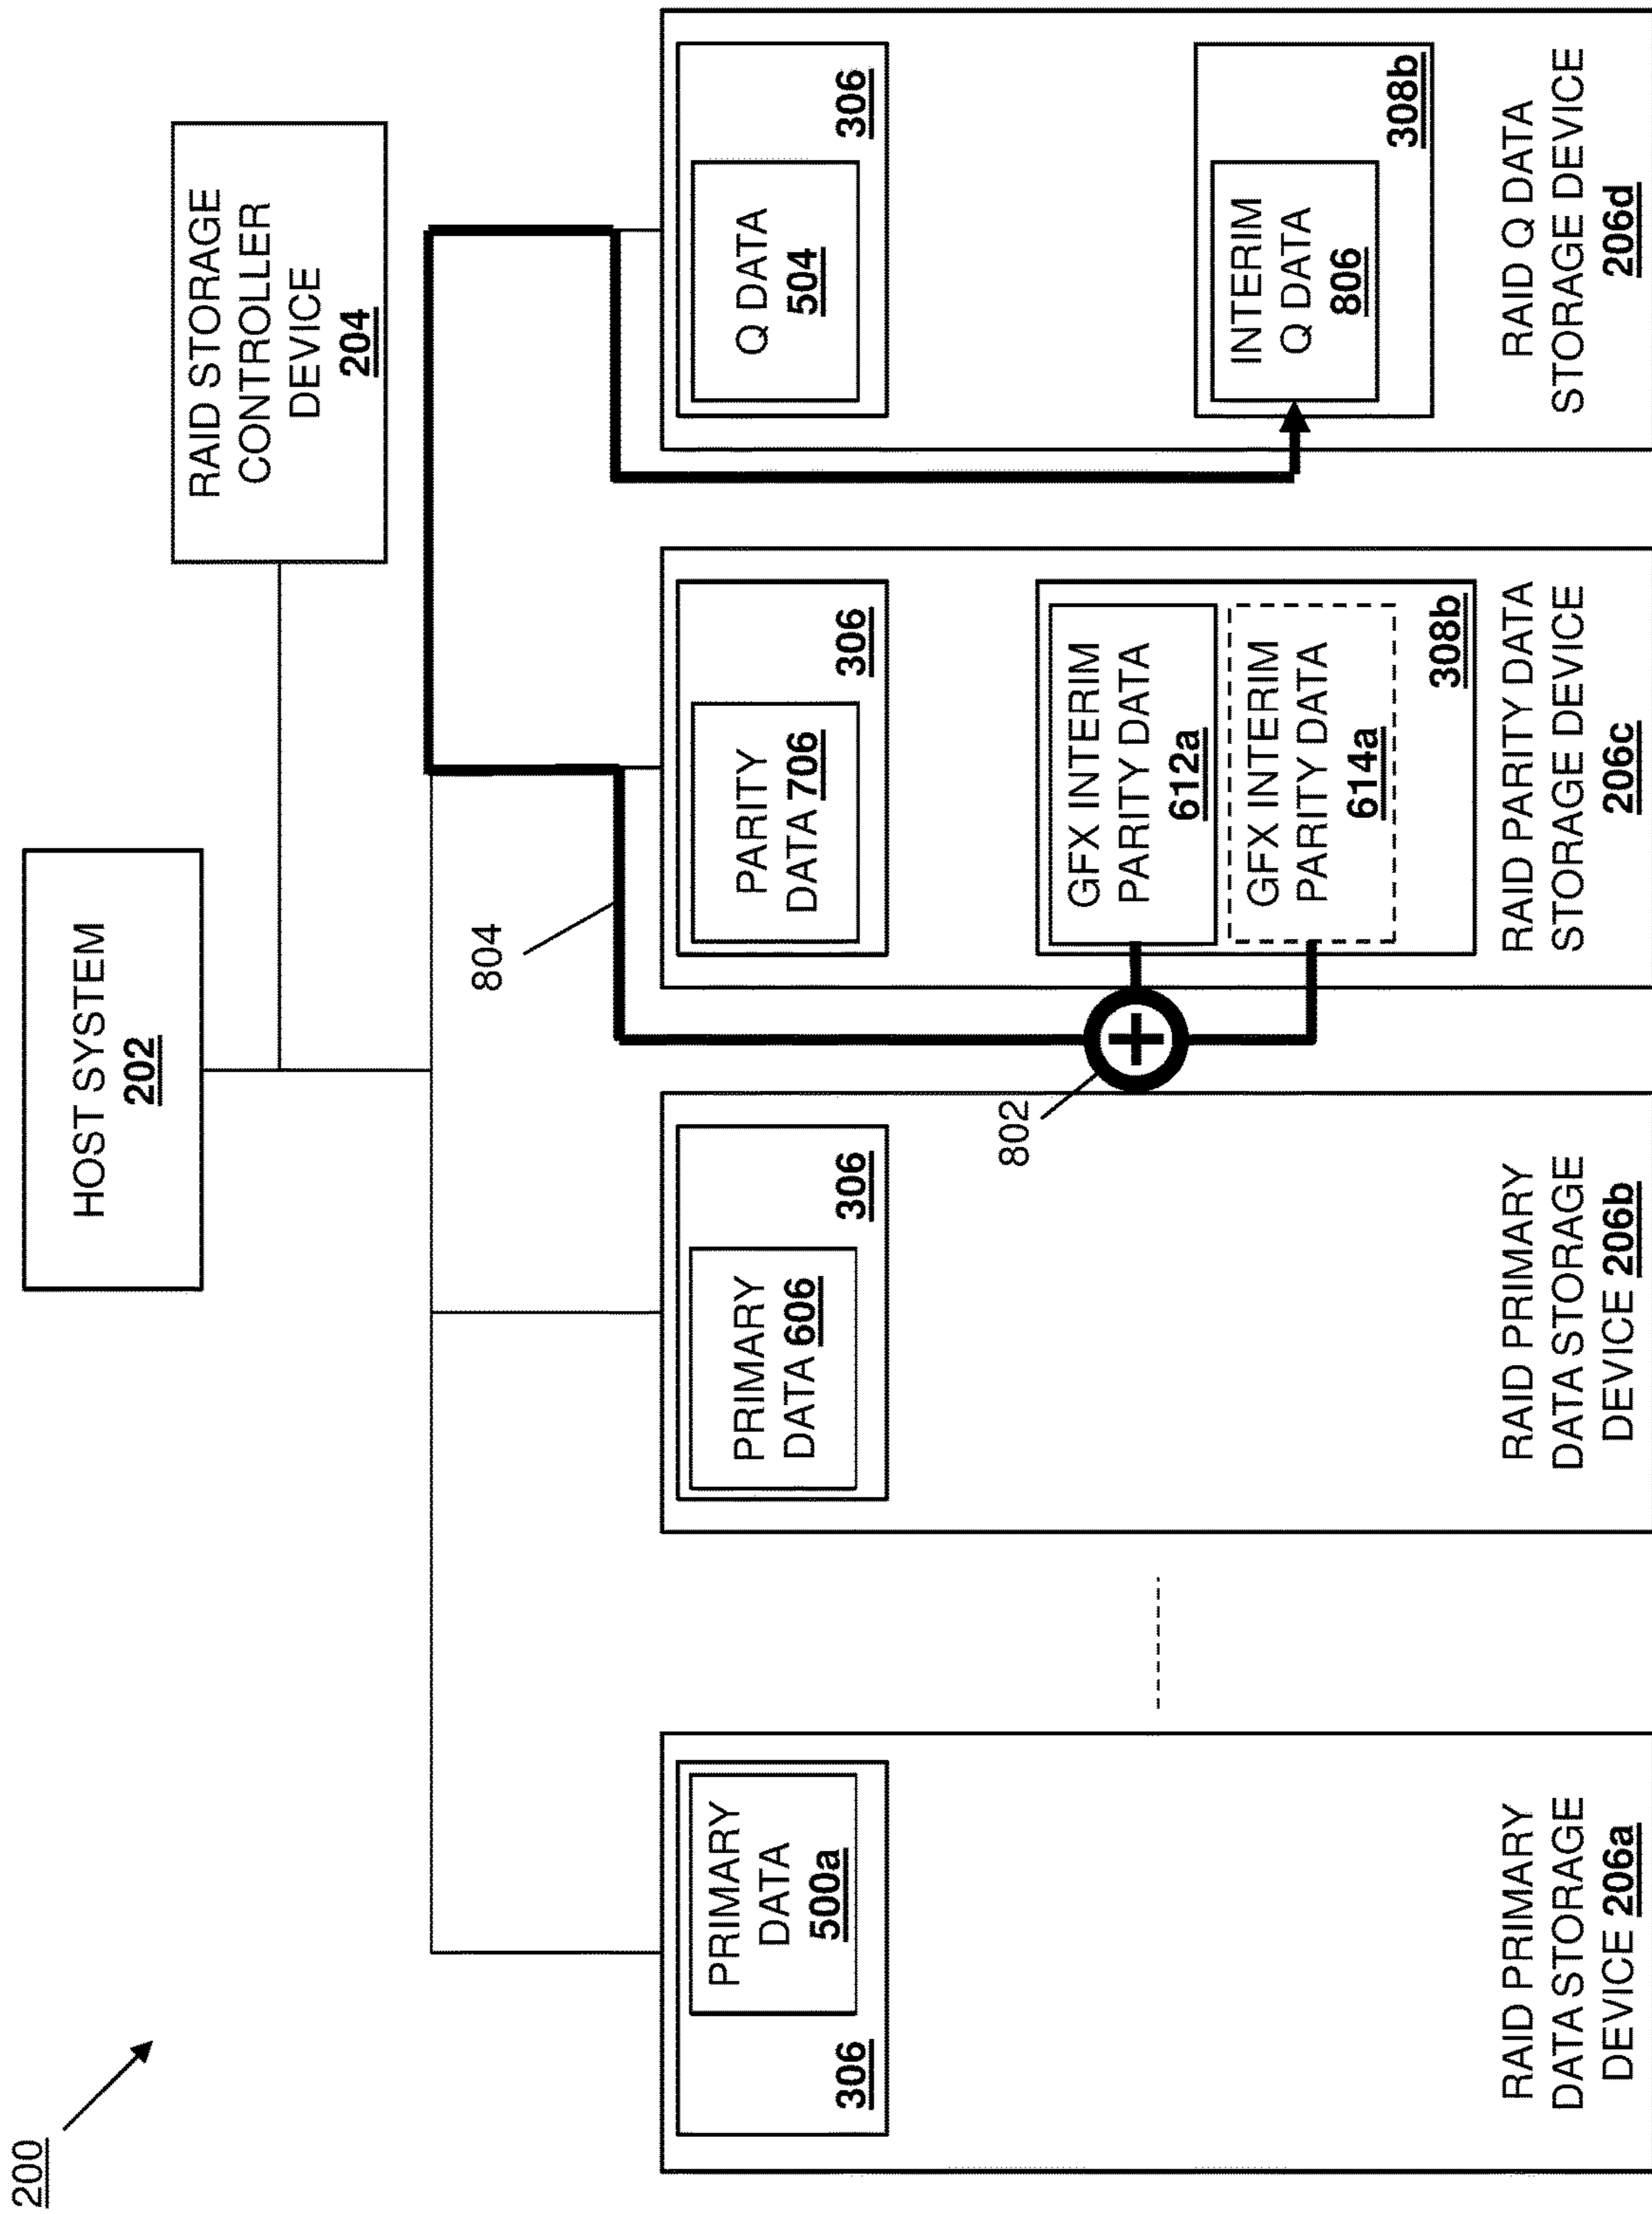 200
HOST SYSTEM
202
RAID STORAGE
CONTROLLER
DEVICE
204
804
PRIMARY
DATA
500a
306
RAID PRIMARY
DATA STORAGE
DEVICE 206a
PRIMARY
DATA 606
306
RAID PRIMARY
DATA STORAGE
DEVICE 206b
802
PARITY
DATA 706
306
GFX INTERIM
PARITY DATA
612a
GFX INTERIM
PARITY DATA
614a
308b
RAID PARITY DATA
STORAGE DEVICE
206c
Q DATA
504
306
INTERIM
Q DATA
806
308b
RAID Q DATA
STORAGE DEVICE
206d